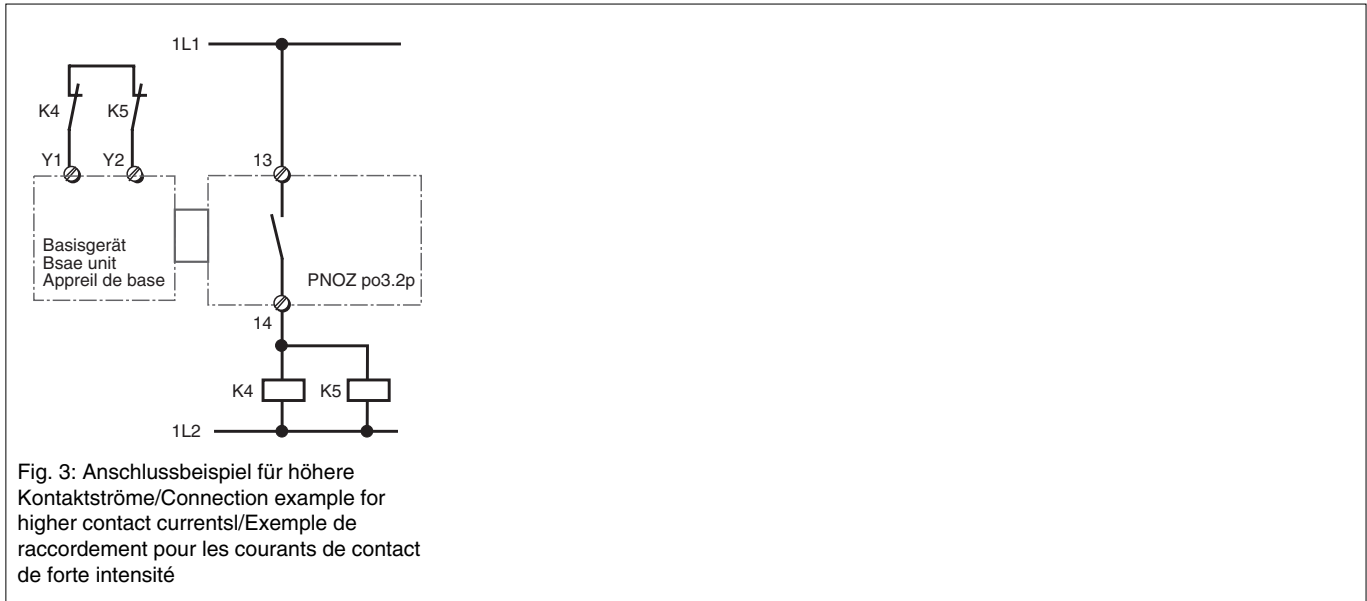 1L1
K4
K5
Y1
Y2
13
Basisgerät
Bsae unit
Appreil de base
PNOZ po3.2p
14
K4
K5
1L2
Fig. 3: Anschlussbeispiel für höhere
Kontaktströme/Connection example for
higher contact currentsl/Exemple de
raccordement pour les courants de contact
de forte intensité